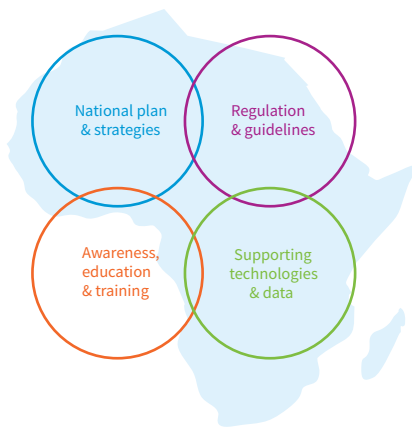 National plan
& strategies
Regulation
& guidelines
Awareness,
education
& training
Supporting
technologies
& data